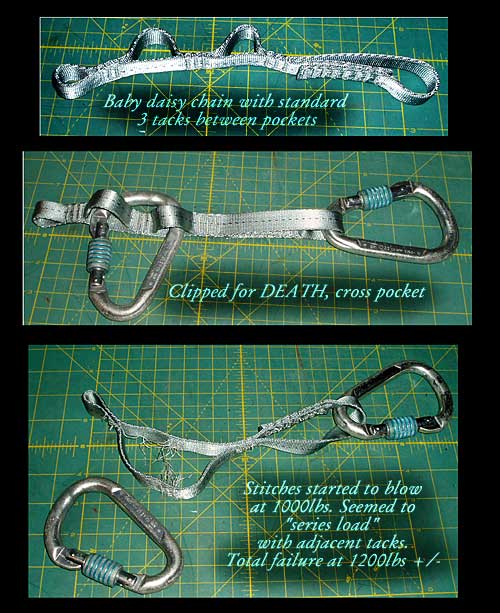 Baby daisy chain with standard
3 tacks between pockets
Clipped for DEATH, cross pocket
Stitches started to blow
at 1000lbs. Seemed to
"series load"
with adjacent tacks.
Total failure at 1200lbs +/-